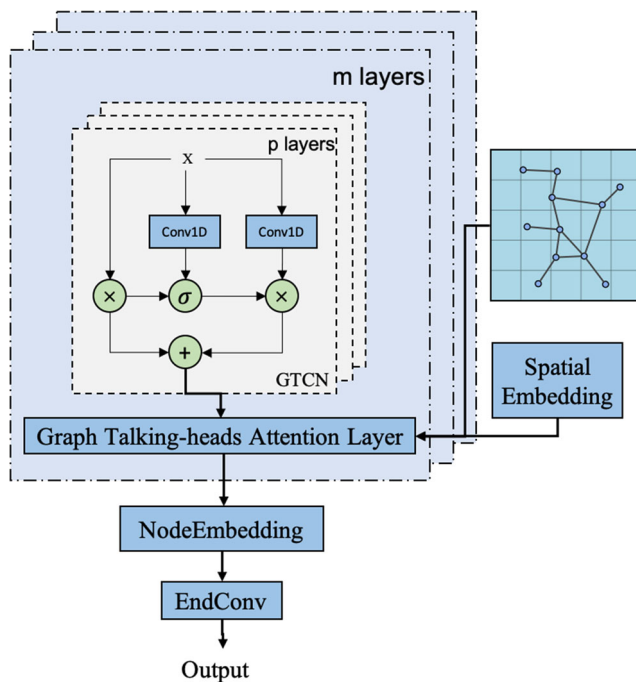 m layers
p layers
x
Conv1D
Conv1D
×
σ
×
+
GTCN
Spatial
Embedding
Graph Talking-heads Attention Layer
NodeEmbedding
EndConv
Output